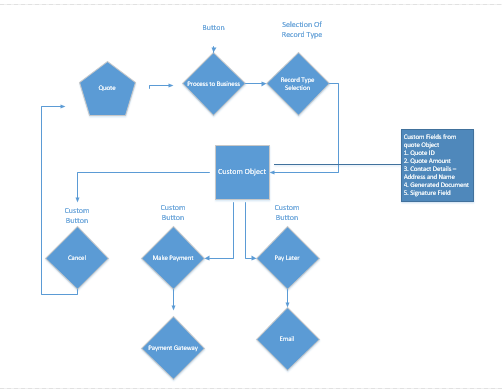 Button
Selection Of
Record Type
Quote
Process to Business
Record Type
Selection
Custom Object
Custom Fields from
quote Object
1. Quote ID
2. Quote Amount
3. Contact Details –
Address and Name
4. Generated Document
5. Signature Field
Custom
Button
Custom
Button
Custom
Button
Cancel
Make Payment
Pay Later
Payment Gateway
Email